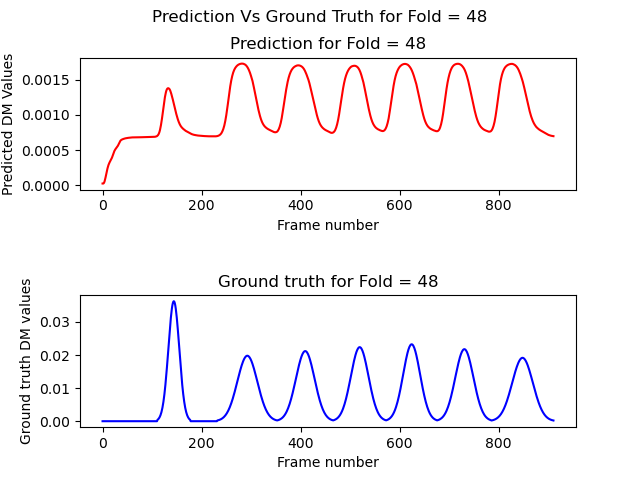 Prediction Vs Ground Truth for Fold = 48
Prediction for Fold = 48
Predicted DM Values
0.0015
0.0010
0.0005
0.0000
0 200 400 600 800
Frame number
Ground truth for Fold = 48
Ground truth DM values
0.03
0.02
0.01
0.00
0 200 400 600 800
Frame number